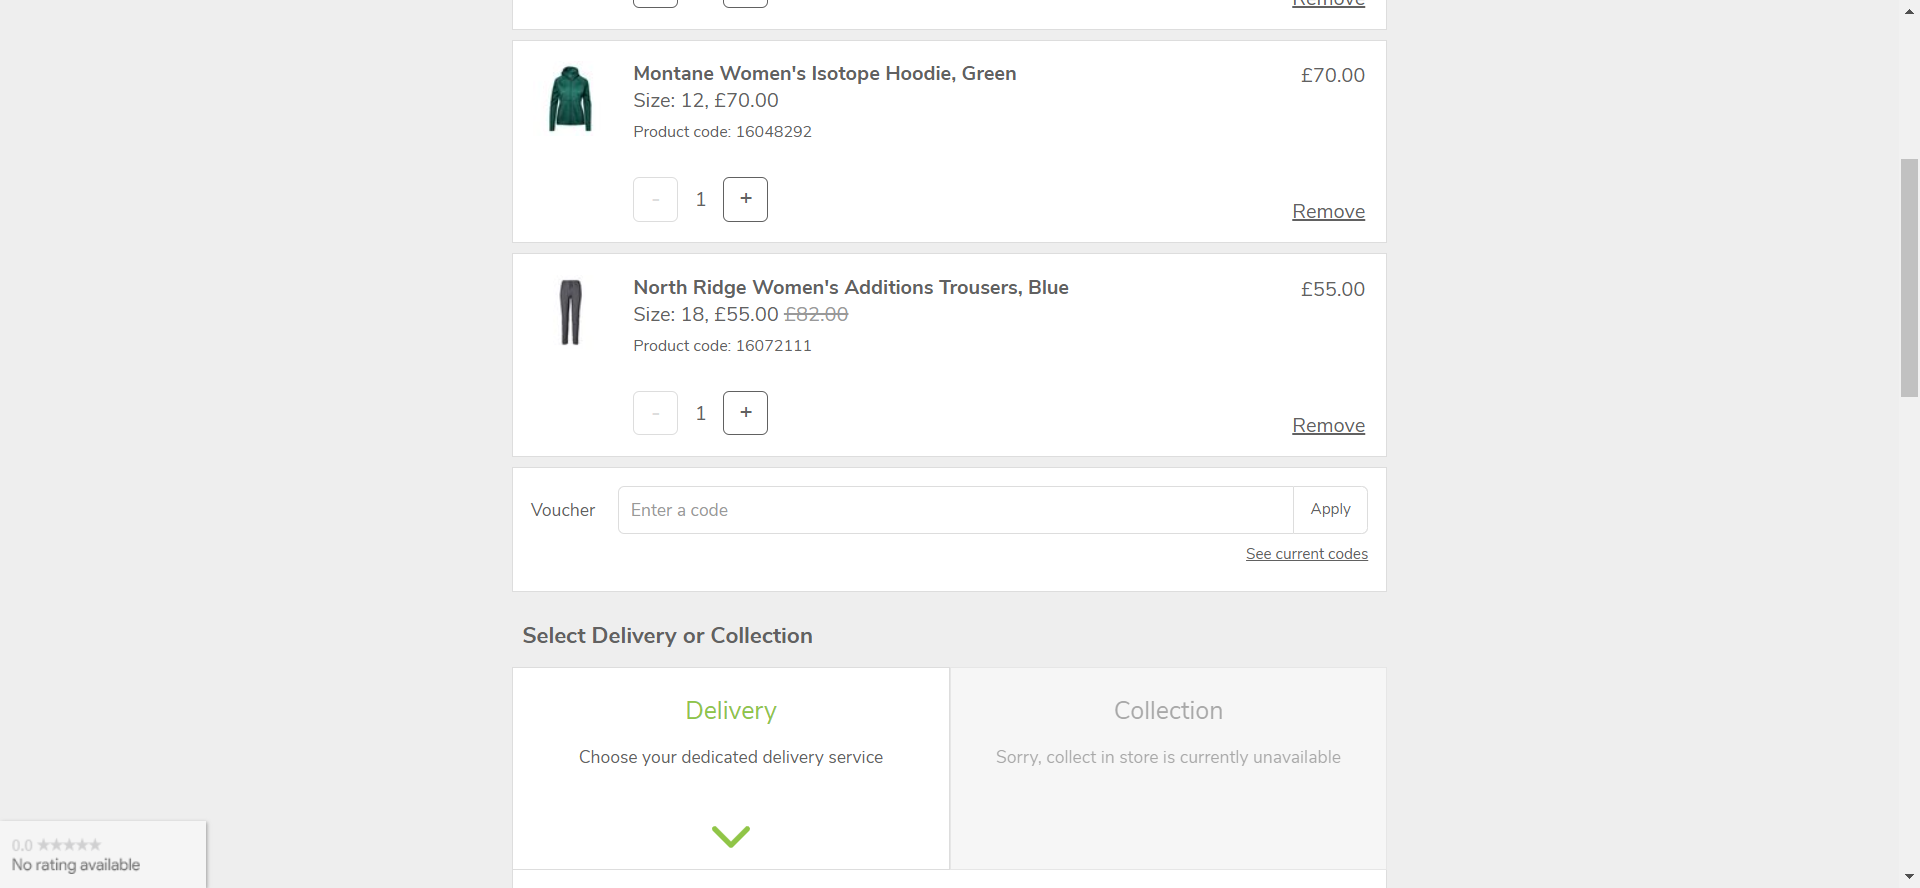 Remove
Montane Women's Isotope Hoodie, Green
£70.00
Size: 12, £70.00
Product code: 16048292
- 1 +
Remove
North Ridge Women's Additions Trousers, Blue
£55.00
Size: 18, £55.00 £82.00
Product code: 16072111
- 1 +
Remove
Voucher
Enter a code
Apply
See current codes
Select Delivery or Collection
Delivery
Choose your dedicated delivery service
Collection
Sorry, collect in store is currently unavailable
0.0 ★★★★★
No rating available